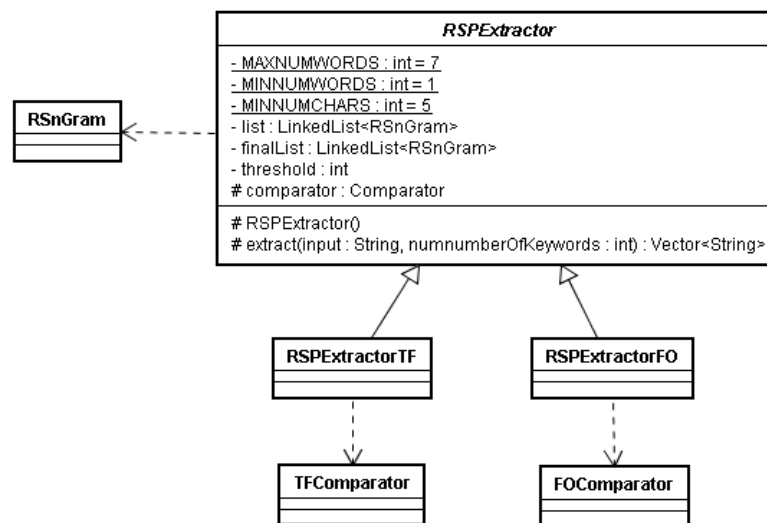 RSPExtractor
- MAXNUMWORDS : int = 7
- MINNUMWORDS : int = 1
- MINNUMCHARS : int = 5
- list : LinkedList<RSnGram>
- finalList : LinkedList<RSnGram>
- threshold : int
# comparator : Comparator
RSnGram
# RSPExtractor()
# extract(input : String, numnumberOfKeywords : int) : Vector<String>
RSPExtractorTF
RSPExtractorFO
TFComparator
FOComparator